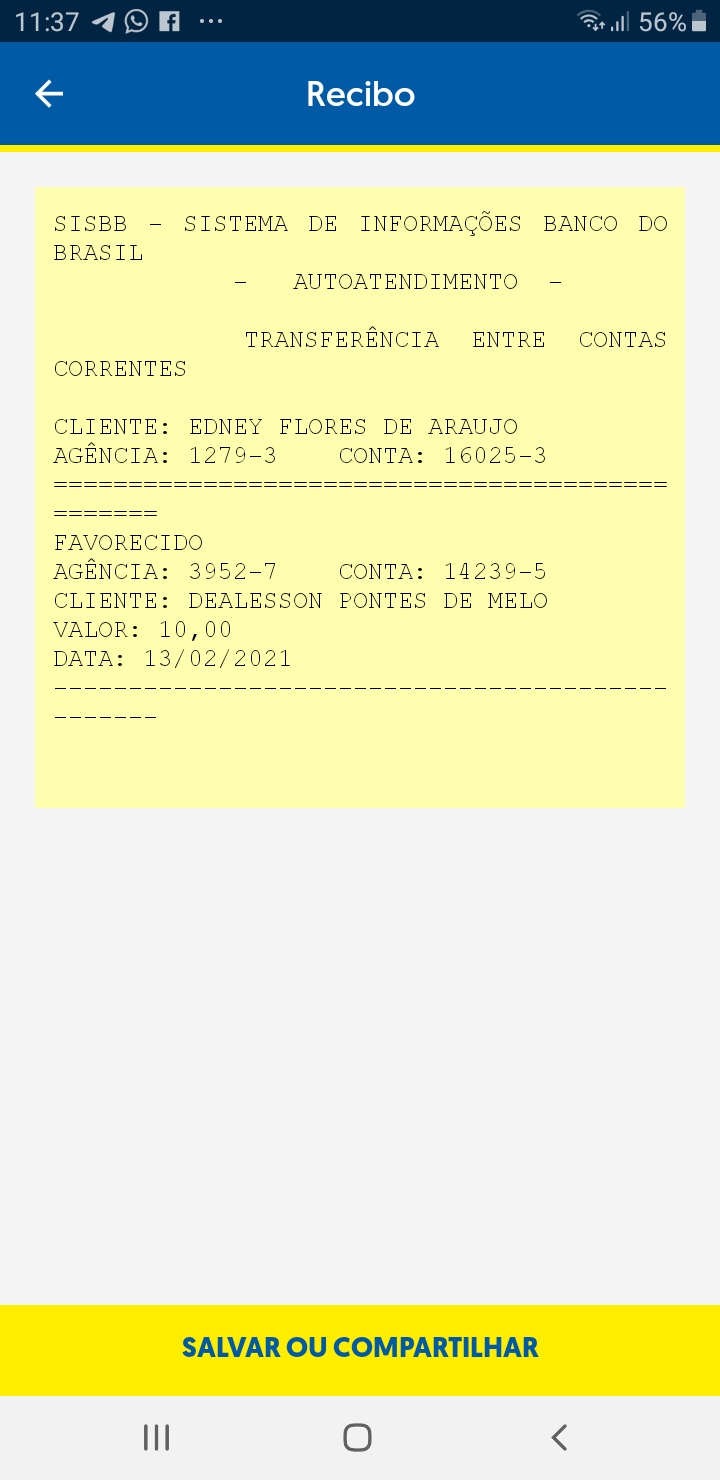 11:37 56%
Recibo
SISBB - SISTEMA DE INFORMAÇÕES BANCO DO
BRASIL
- AUTOATENDIMENTO -
TRANSFERÊNCIA ENTRE CONTAS
CORRENTES
CLIENTE: EDNEY FLORES DE ARAUJO
AGÊNCIA: 1279-3 CONTA: 16025-3
=========================================
=======
FAVORECIDO
AGÊNCIA: 3952-7 CONTA: 14239-5
CLIENTE: DEALESSON PONTES DE MELO
VALOR: 10,00
DATA: 13/02/2021
-----------------------------------------
-------
SALVAR OU COMPARTILHAR